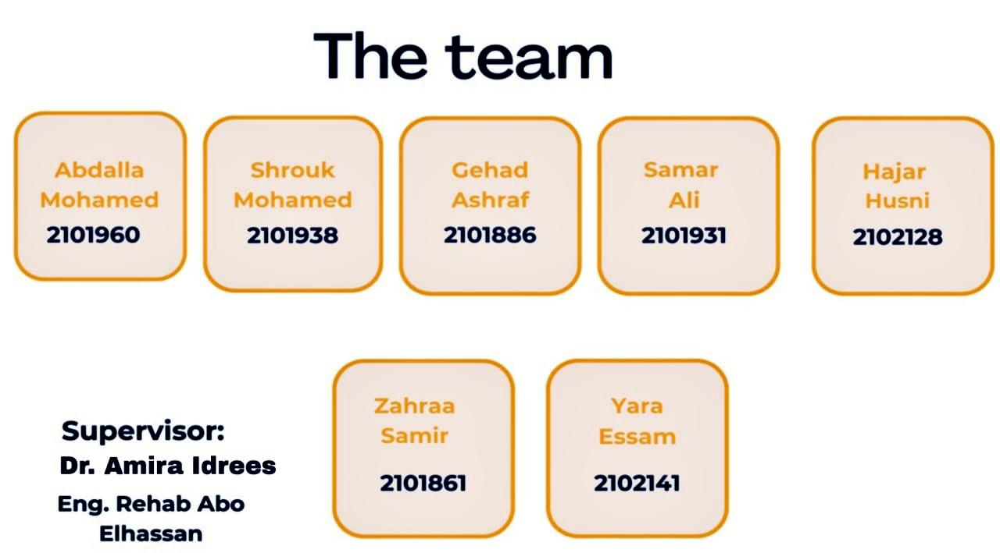 The team
Abdalla
Mohamed
2101960
Shrouk
Mohamed
2101938
Gehad
Ashraf
2101886
Samar
Ali
2101931
Hajar
Husni
2102128
Zahraa
Samir
2101861
Yara
Essam
2102141
Supervisor:
Dr. Amira Idrees
Eng. Rehab Abo
Elhassan